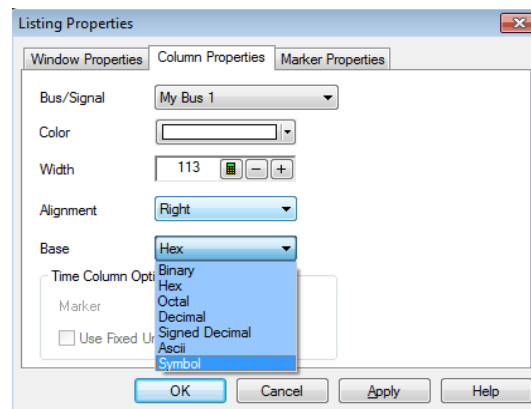 Listing Properties
Window Properties Column Properties Marker Properties
Bus/Signal My Bus 1
Color
Width 113
Alignment Right
Base Hex
Binary
Time Column Opti
Hex
Octal
Marker
Decimal
Signed Decimal
Use Fixed Un
Ascii
Symbol
OK Cancel Apply Help